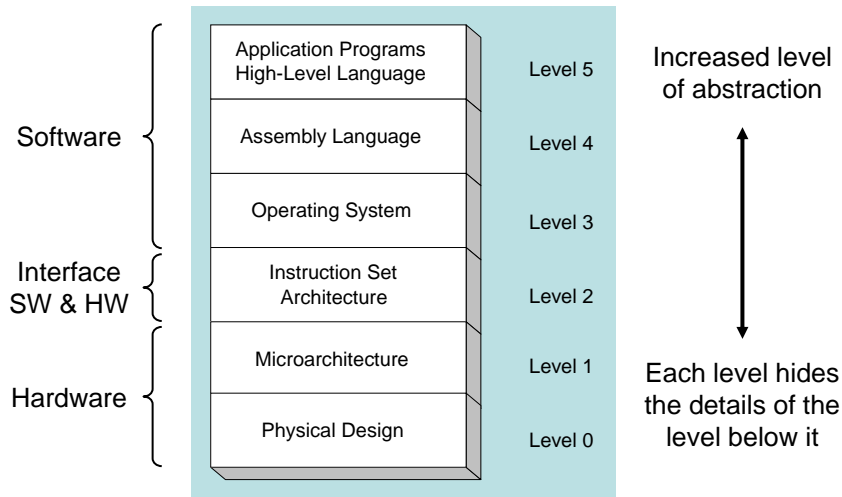 Software
Interface
SW & HW
Hardware
Application Programs
High-Level Language
Assembly Language
Operating System
Instruction Set
Architecture
Microarchitecture
Physical Design
Level 5
Level 4
Level 3
Level 2
Level 1
Level 0
Increased level
of abstraction
Each level hides
the details of the
level below it